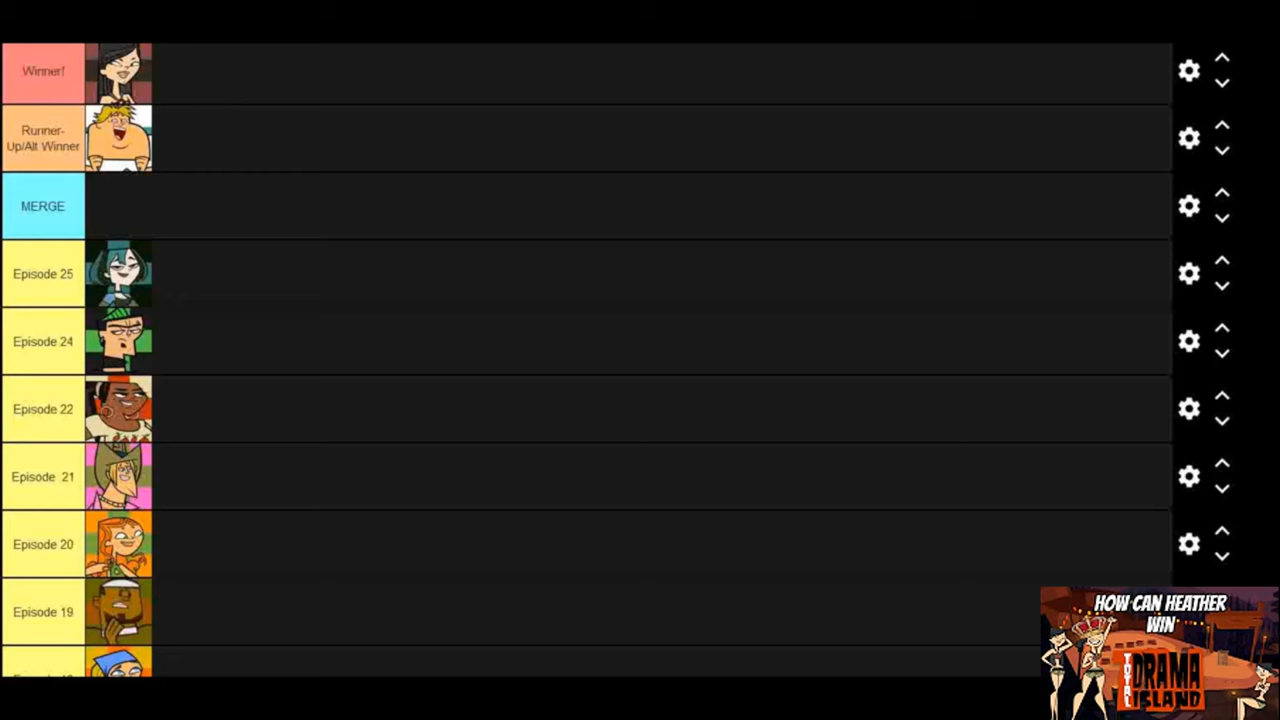 Winner!
Runner-
Up/Alt Winner
MERGE
Episode 25
Episode 24
Episode 22
Episode 21
Episode 20
Episode 19
HOW CAN HEATHER
WIN
TOTAL
DRAMA
ISLAND